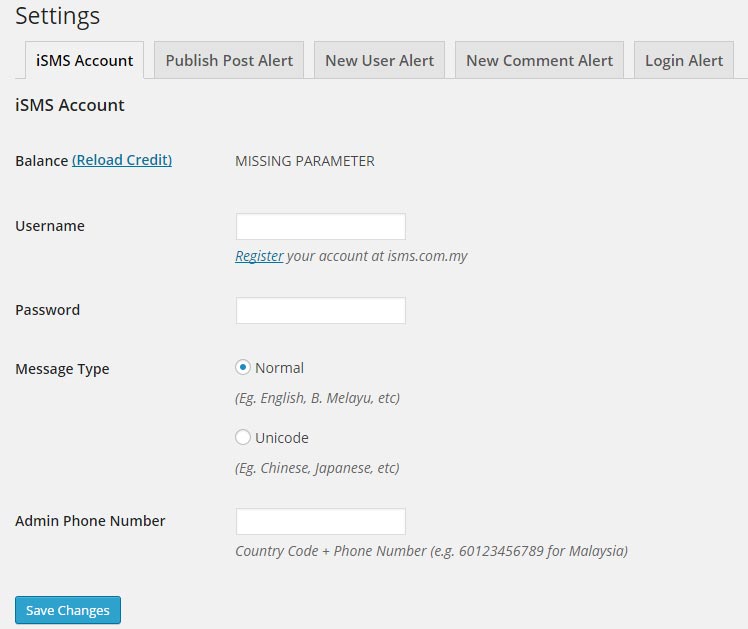 Settings
iSMS Account Publish Post Alert New User Alert New Comment Alert Login Alert
iSMS Account
Balance (Reload Credit) MISSING PARAMETER
Username
Register your account at isms.com.my
Password
Message Type Normal
(Eg. English, B. Melayu, etc)
Unicode
(Eg. Chinese, Japanese, etc)
Admin Phone Number
Country Code + Phone Number (e.g. 60123456789 for Malaysia)
Save Changes